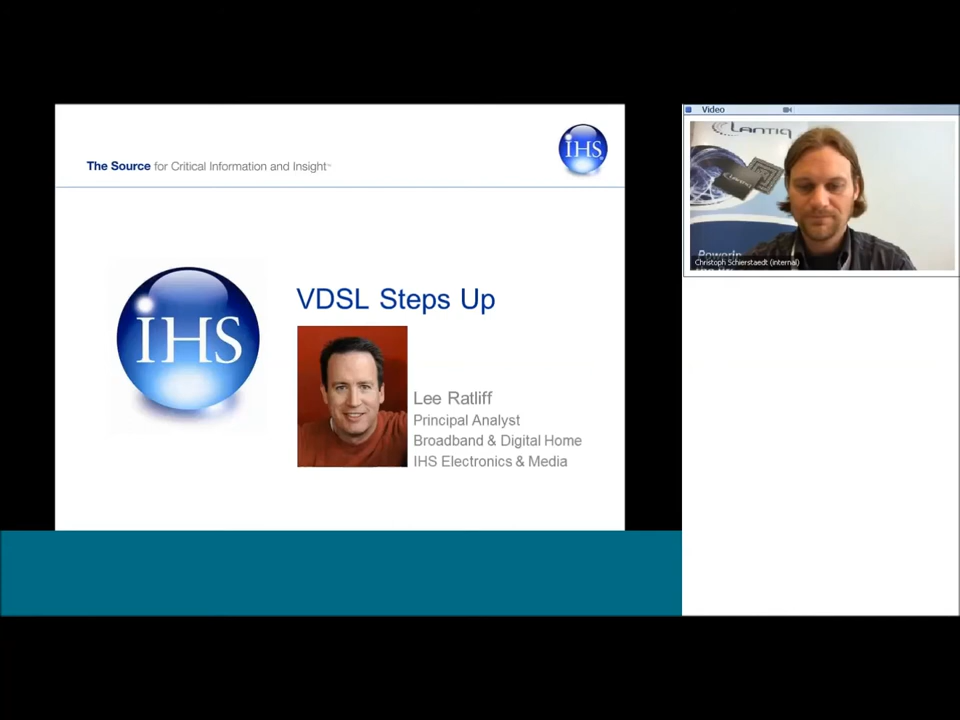 The Source for Critical Information and Insight™
IHS
IHS
VDSL Steps Up
Lee Ratliff
Principal Analyst
Broadband & Digital Home
IHS Electronics & Media
Video
LANTIQ
Christoph Schierstaedt (internal)